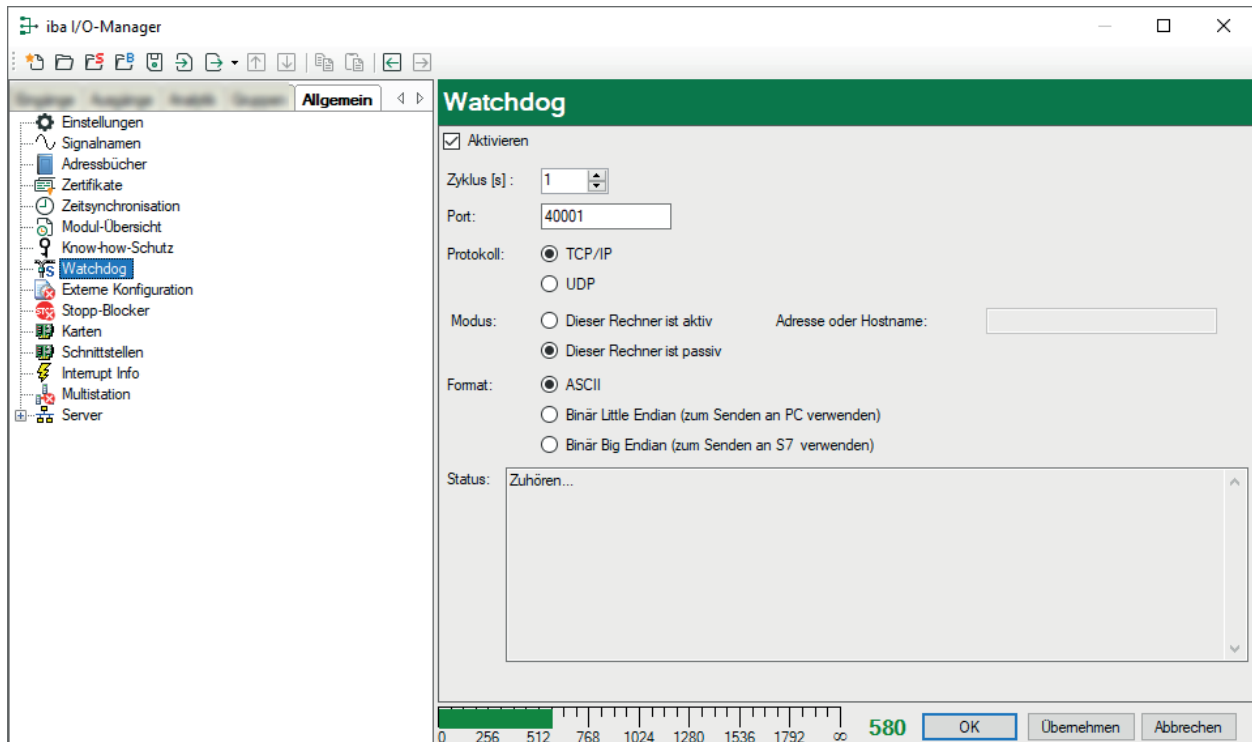 iba I/O-Manager
Allgemein
Einstellungen
Signalnamen
Adressbücher
Zertifikate
Zeitsynchronisation
Modul-Übersicht
Know-how-Schutz
Watchdog
Externe Konfiguration
Stopp-Blocker
Karten
Schnittstellen
Interrupt Info
Multistation
Server
Watchdog
Aktivieren
Zyklus [s] : 1
Port: 40001
Protokoll: TCP/IP
UDP
Modus: Dieser Rechner ist aktiv Adresse oder Hostname:
Dieser Rechner ist passiv
Format: ASCII
Binär Little Endian (zum Senden an PC verwenden)
Binär Big Endian (zum Senden an S7 verwenden)
Status: Zuhören...
0 256 512 768 1024 1280 1536 1792 ∞ 580 OK Übernehmen Abbrechen